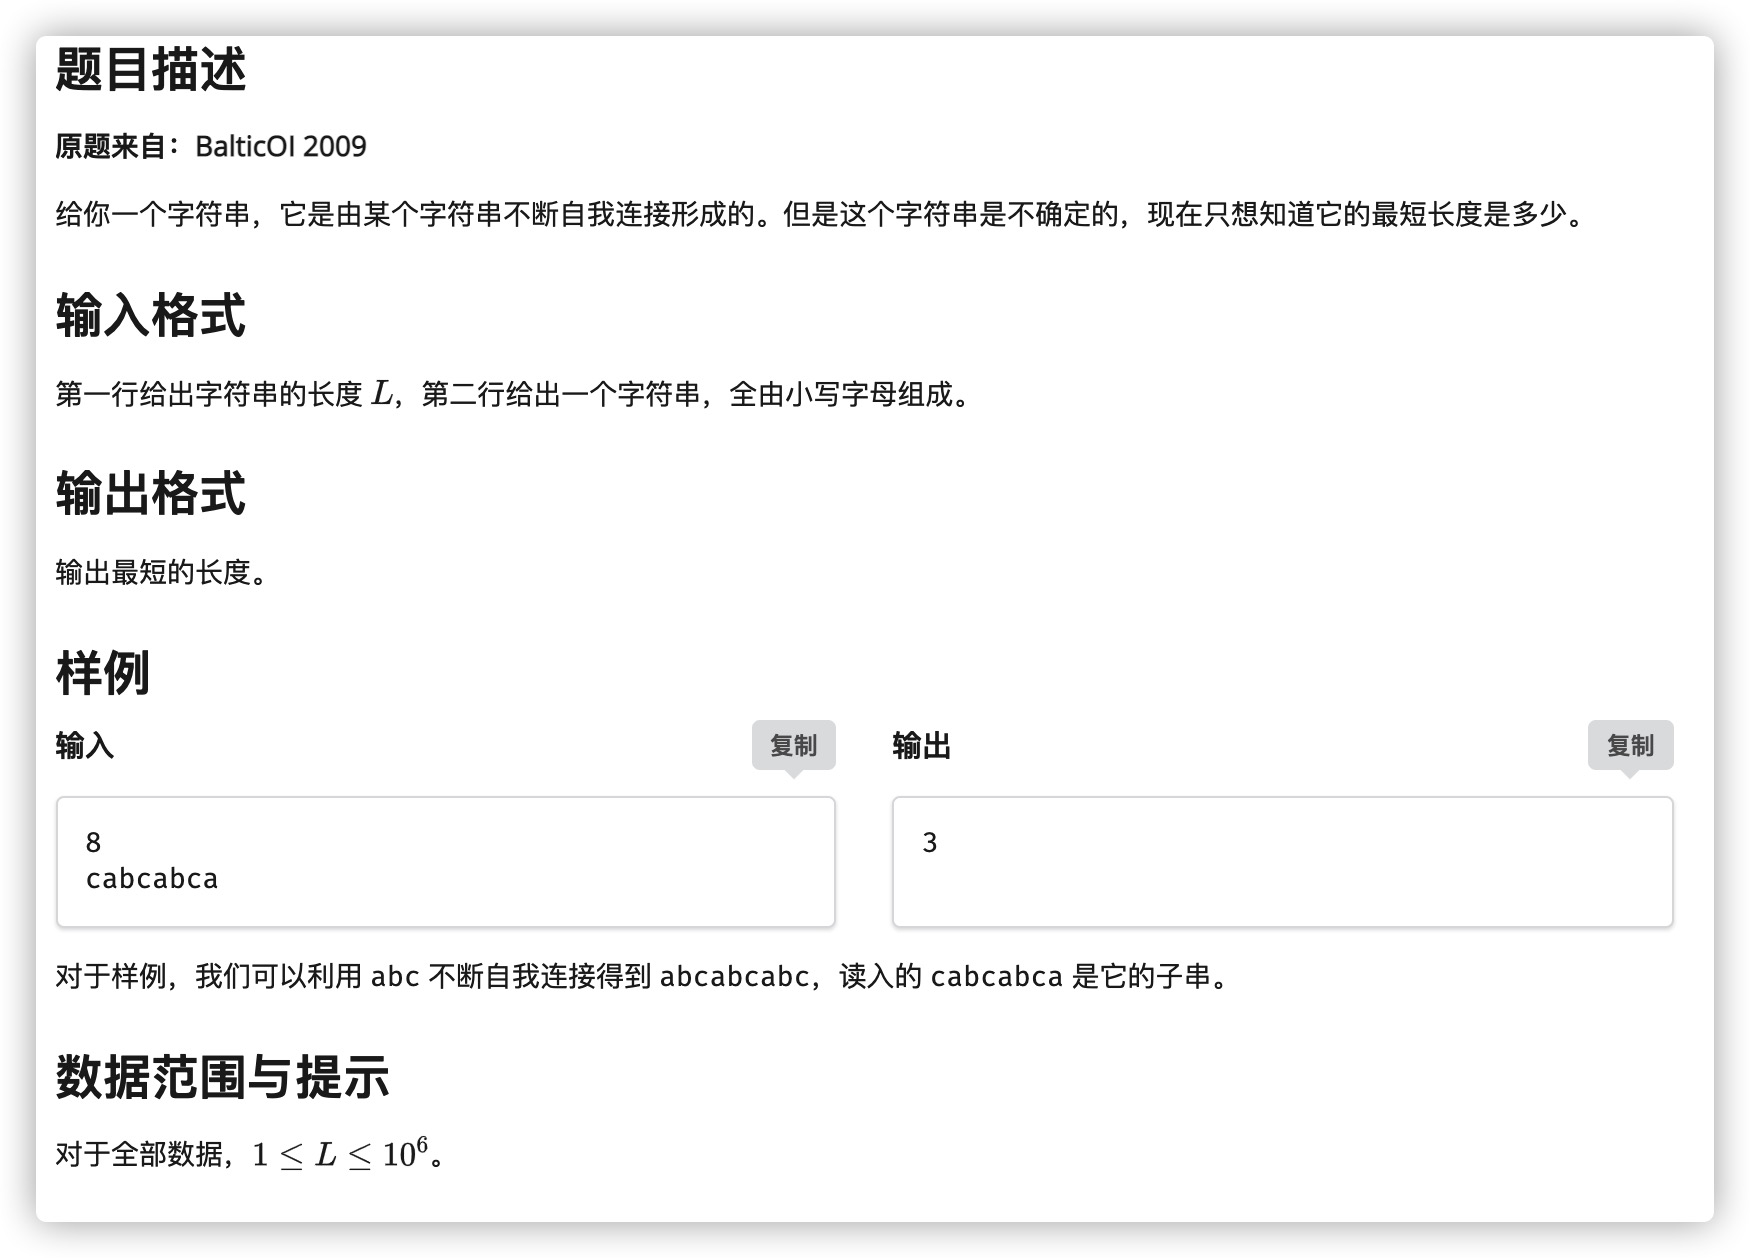 题目描述
原题来自：BalticOI 2009
给你一个字符串，它是由某个字符串不断自我连接形成的。但是这个字符串是不确定的，现在只想知道它的最短长度是多少。
输入格式
第一行给出字符串的长度 L，第二行给出一个字符串，全由小写字母组成。
输出格式
输出最短的长度。
样例
输入 复制 输出 复制
8 3
cabcabca
对于样例，我们可以利用 abc 不断自我连接得到 abcabcabc，读入的 cabcabca 是它的子串。
数据范围与提示
对于全部数据，1 ≤ L ≤ 10⁶。